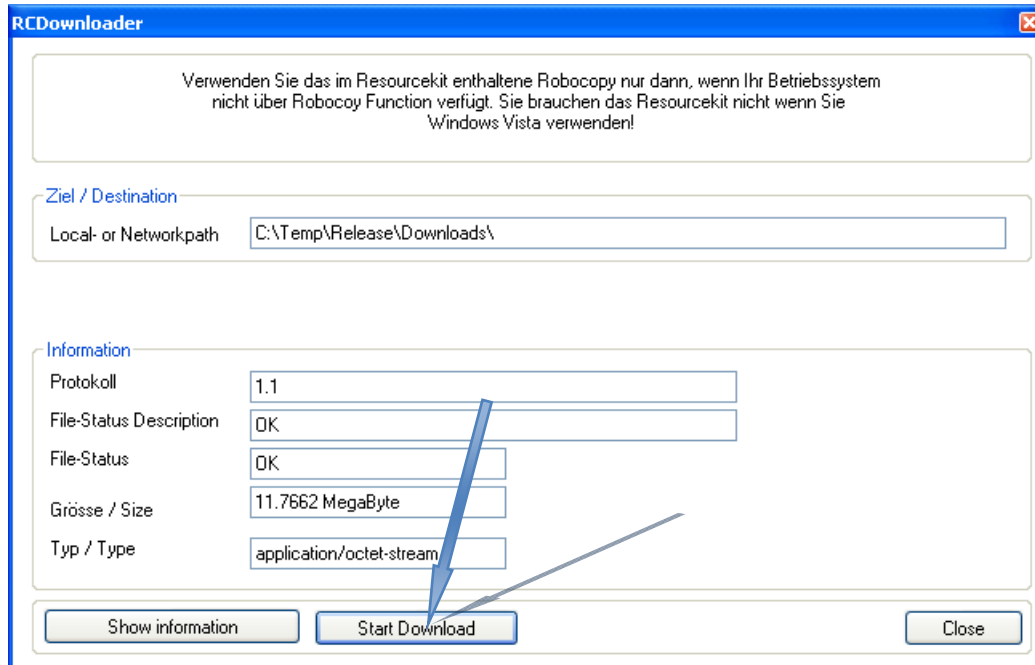 RCDownloader
Verwenden Sie das im Resourcekit enthaltene Robocopy nur dann, wenn Ihr Betriebssystem
nicht über Robocoy Function verfügt. Sie brauchen das Resourcekit nicht wenn Sie
Windows Vista verwenden!
Ziel / Destination
Local- or Networkpath C:\Temp\Release\Downloads\
Information
Protokoll 1.1
File-Status Description OK
File-Status OK
Grösse / Size 11.7662 MegaByte
Typ / Type application/octet-stream
Show information Start Download Close